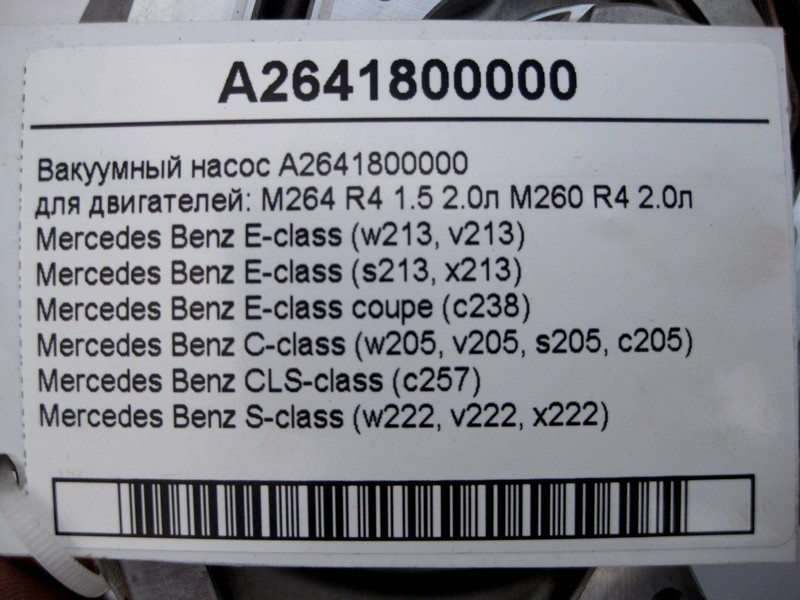 A2641800000
Вакуумный насос A2641800000
для двигателей: M264 R4 1.5 2.0л M260 R4 2.0л
Mercedes Benz E-class (w213, v213)
Mercedes Benz E-class (s213, x213)
Mercedes Benz E-class coupe (c238)
Mercedes Benz C-class (w205, v205, s205, c205)
Mercedes Benz CLS-class (c257)
Mercedes Benz S-class (w222, v222, x222)